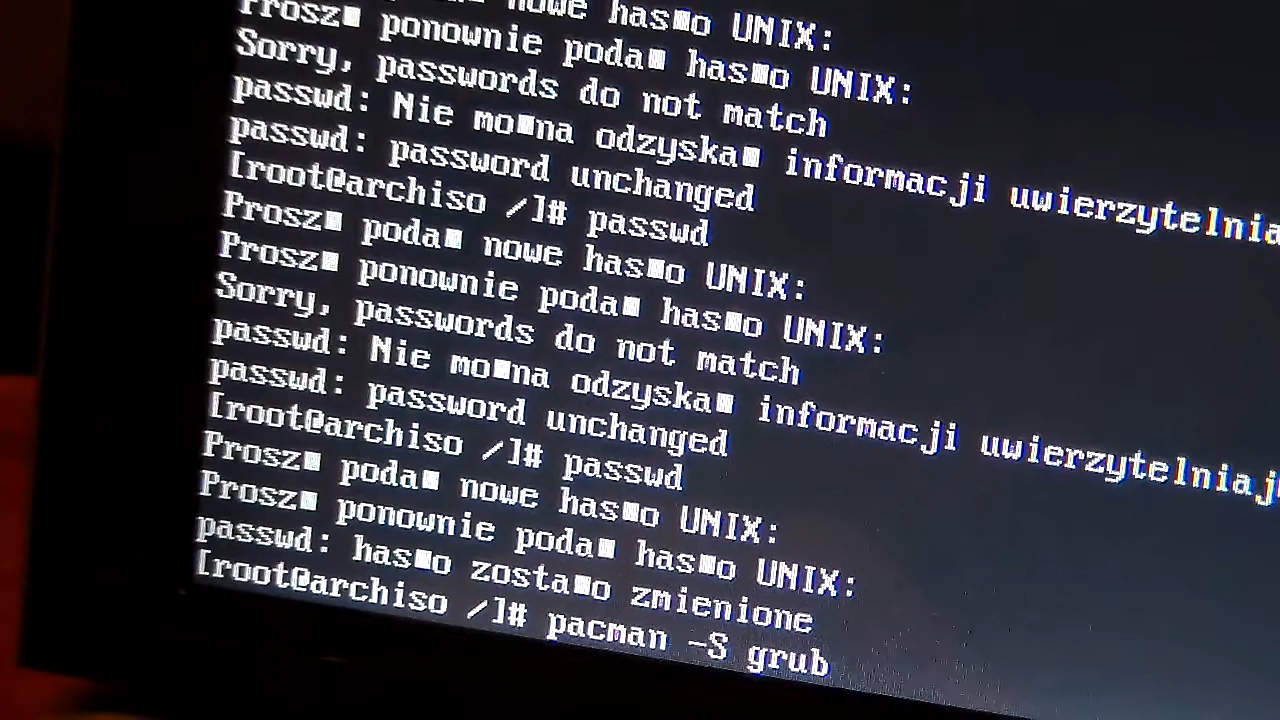 nowe has■o UNIX:
Prosz■ ponownie poda■ has■o UNIX:
Sorry, passwords do not match
passwd: Nie mo■na odzyska■ informacji uwierzytelnia
passwd: password unchanged
[root@archiso /]# passwd
Prosz■ poda■ nowe has■o UNIX:
Prosz■ ponownie poda■ has■o UNIX:
Sorry, passwords do not match
passwd: Nie mo■na odzyska■ informacji uwierzytelniaj
passwd: password unchanged
[root@archiso /]# passwd
Prosz■ poda■ nowe has■o UNIX:
Prosz■ ponownie poda■ has■o UNIX:
passwd: has■o zosta■o zmienione
[root@archiso /]# pacman -S grub